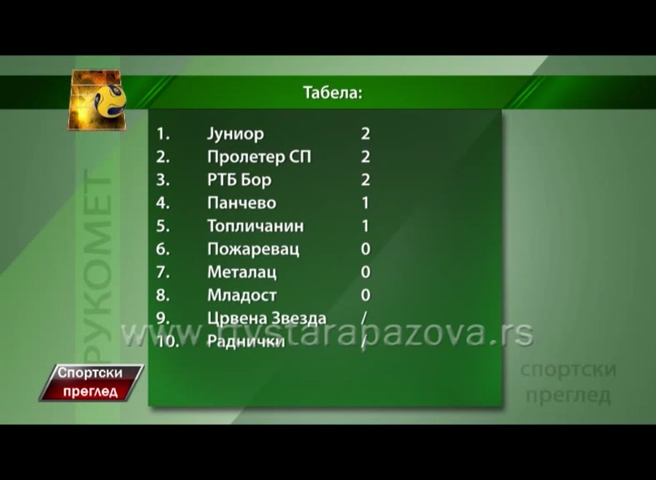 Табела:
РУКОМЕТ
1. Јуниор 2
2. Пролетер СП 2
3. РТБ Бор 2
4. Панчево 1
5. Топличанин 1
6. Пожаревац 0
7. Металац 0
8. Младост 0
9. Црвена Звезда /
10. Раднички /
www.rtvstarapazova.rs
Спортски
преглед
спортски
преглед